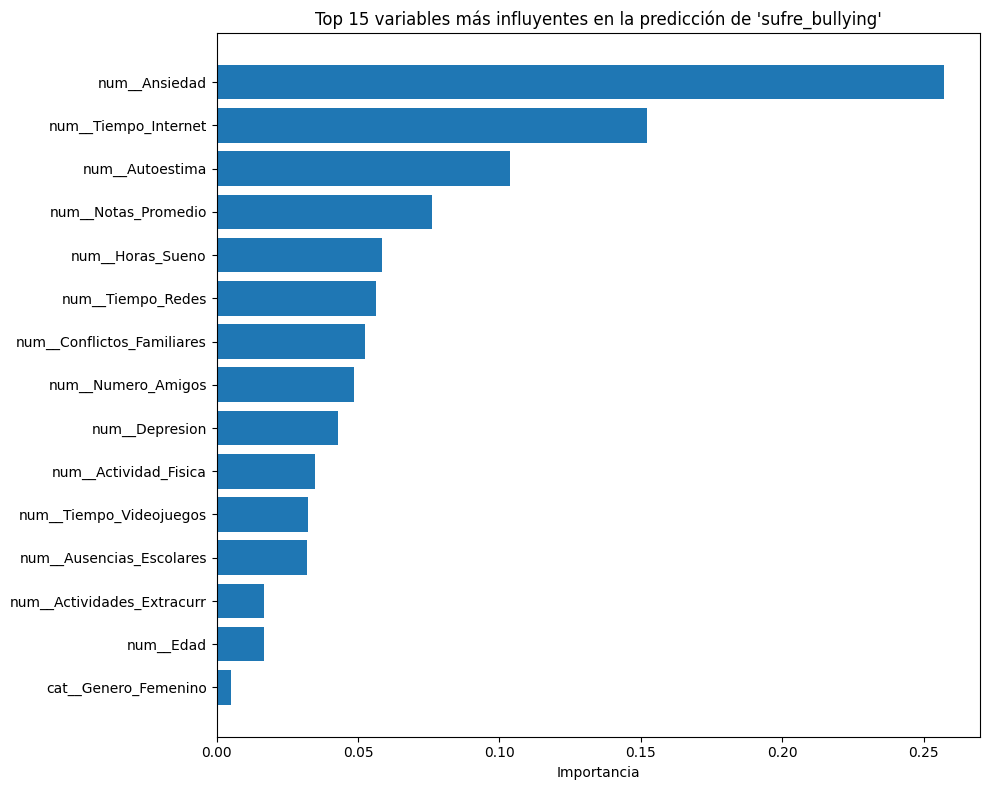 Top 15 variables más influyentes en la predicción de 'sufre_bullying'
num__Ansiedad
num__Tiempo_Internet
num__Autoestima
num__Notas_Promedio
num__Horas_Sueno
num__Tiempo_Redes
num__Conflictos_Familiares
num__Numero_Amigos
num__Depresion
num__Actividad_Fisica
num__Tiempo_Videojuegos
num__Ausencias_Escolares
num__Actividades_Extracurr
num__Edad
cat__Genero_Femenino
0.00 0.05 0.10 0.15 0.20 0.25
Importancia